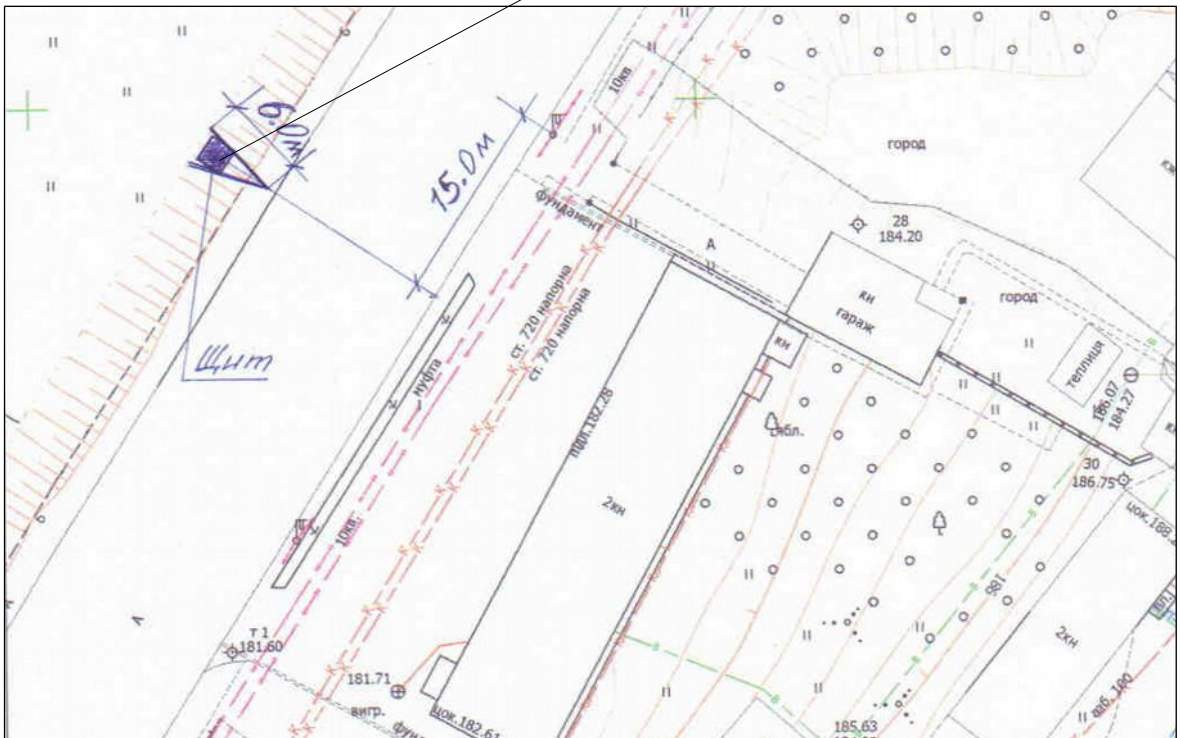 б
10кв
К
6.0м
15.0м
город
28
184.20
фундамент
А
город
кн
гараж
кн
теплиця
ст. 720 напорна
ст. 720 напорна
Щит
муфта
186.07
184.27
підл.182.28
30
186.75
2кн
10кв.
б
186
2кн
А
т 1
181.60
181.71
вигр.
цок.182.61
185.63